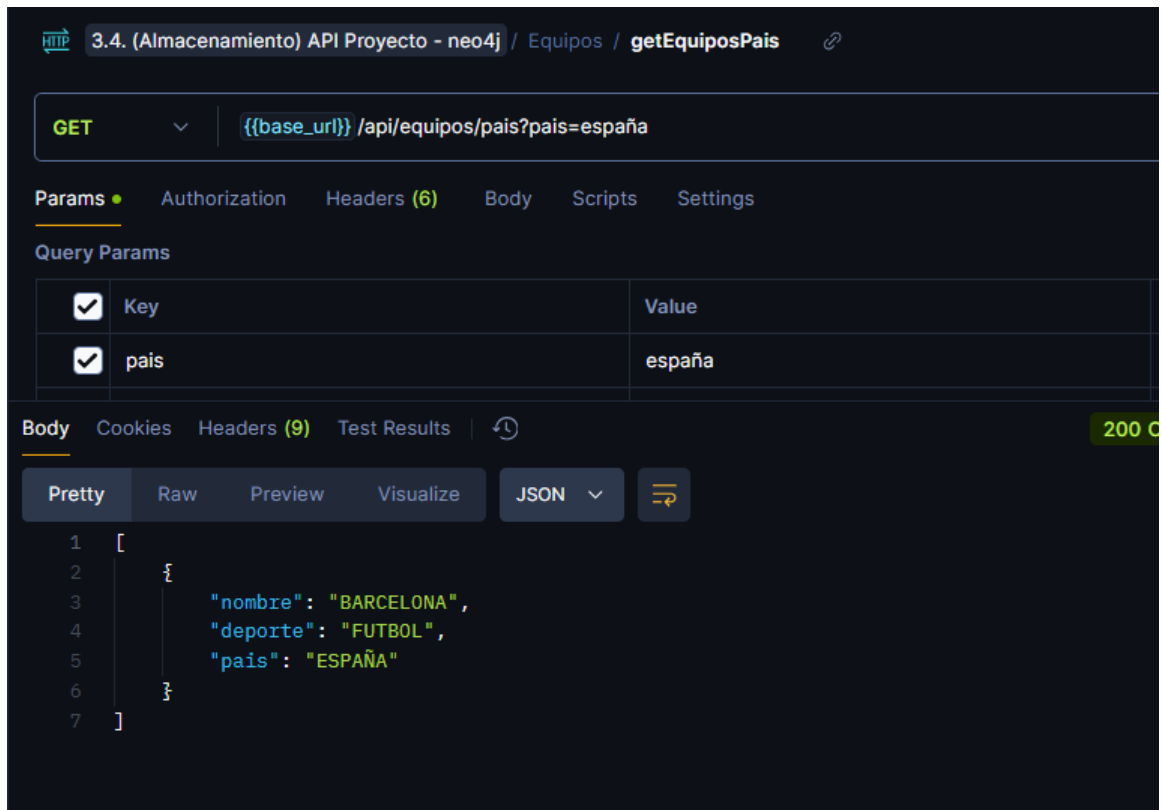 HTTP 3.4. (Almacenamiento) API Proyecto - neo4j / Equipos / getEquiposPais
GET {{base_url}} /api/equipos/pais?pais=españa
Params Authorization Headers (6) Body Scripts Settings
Query Params
Key Value
pais españa
Body Cookies Headers (9) Test Results
200
Pretty Raw Preview Visualize JSON
1 [
2 {
3 "nombre": "BARCELONA",
4 "deporte": "FUTBOL",
5 "pais": "ESPAÑA"
6 }
7 ]